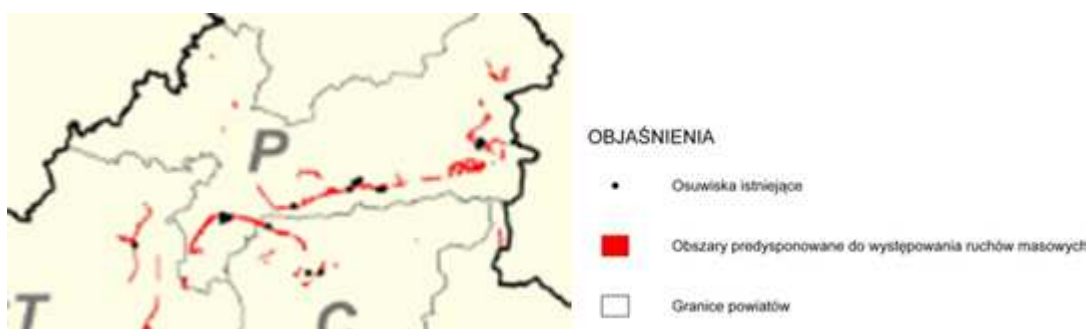 P
T
C
OBJAŚNIENIA
Osuwiska istniejące
Obszary predysponowane do występowania ruchów masowych
Granice powiatów